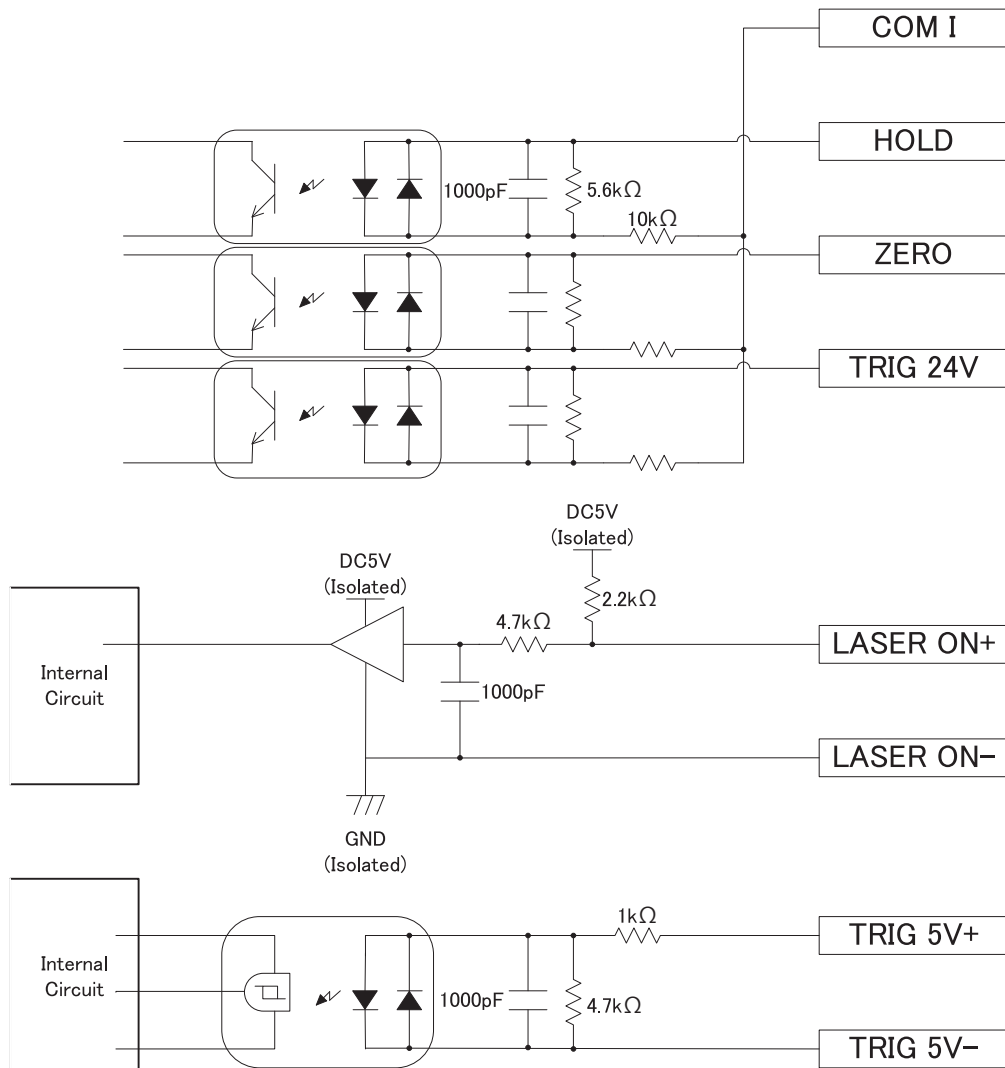 COM I
HOLD
1000pF
5.6kΩ
10kΩ
ZERO
TRIG 24V
DC5V
(Isolated)
DC5V
(Isolated)
2.2kΩ
4.7kΩ
LASER ON+
Internal
Circuit
1000pF
LASER ON−
GND
(Isolated)
1kΩ
TRIG 5V+
Internal
Circuit
1000pF
4.7kΩ
TRIG 5V−